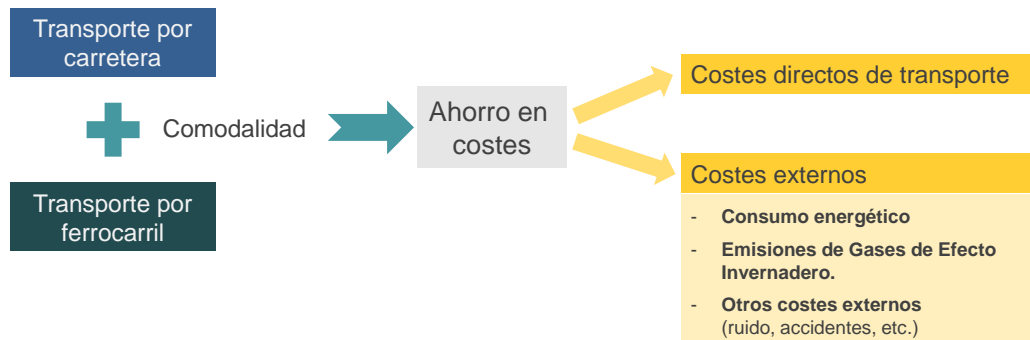 Transporte por
carretera
Comodalidad
Transporte por
ferrocarril
Ahorro en
costes
Costes directos de transporte
Costes externos
- Consumo energético
- Emisiones de Gases de Efecto
Invernadero.
- Otros costes externos
(ruido, accidentes, etc.)